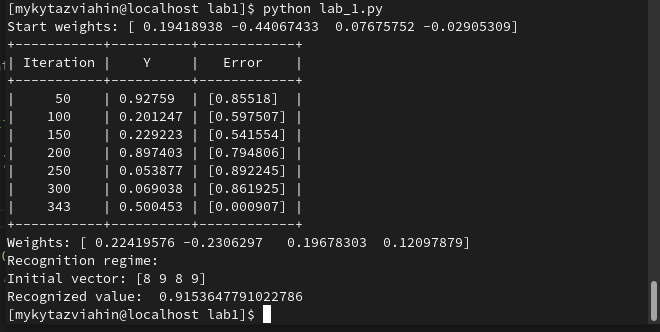 [mykytazviahin@localhost lab1]$ python lab_1.py
Start weights: [ 0.19418938 -0.44067433  0.07675752 -0.02905309]
+-----------+----------+------------+
| Iteration |    Y     |   Error    |
+-----------+----------+------------+
|     50    | 0.92759  | [0.85518]  |
|    100    | 0.201247 | [0.597507] |
|    150    | 0.229223 | [0.541554] |
|    200    | 0.897403 | [0.794806] |
|    250    | 0.053877 | [0.892245] |
|    300    | 0.069038 | [0.861925] |
|    343    | 0.500453 | [0.000907] |
+-----------+----------+------------+
Weights: [ 0.22419576 -0.2306297   0.19678303  0.12097879]
Recognition regime:
Initial vector: [8 9 8 9]
Recognized value:  0.9153647791022786
[mykytazviahin@localhost lab1]$